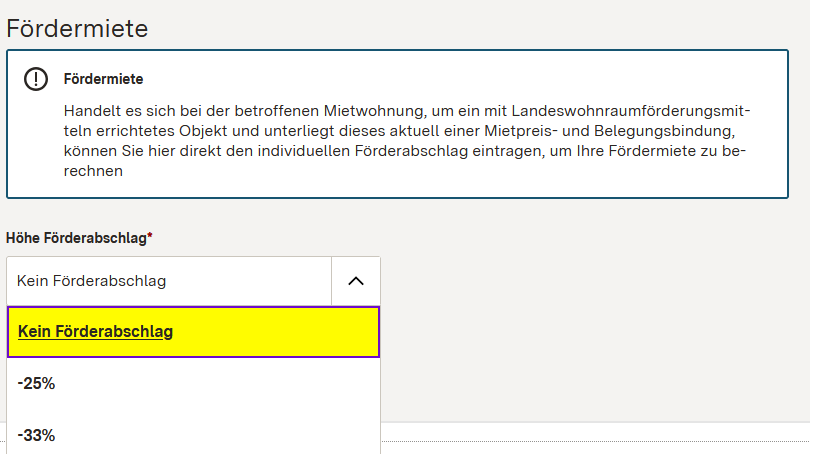 Fördermiete
Fördermiete
Handelt es sich bei der betroffenen Mietwohnung, um ein mit Landeswohnraumförderungsmit-
teln errichtetes Objekt und unterliegt dieses aktuell einer Mietpreis- und Belegungsbindung,
können Sie hier direkt den individuellen Förderabschlag eintragen, um Ihre Fördermiete zu be-
rechnen
Höhe Förderabschlag*
Kein Förderabschlag
Kein Förderabschlag
-25%
-33%